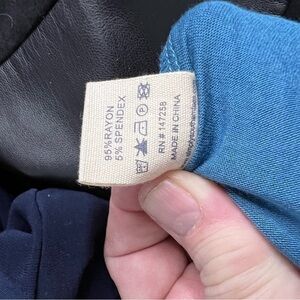 95%RAYON
5% SPENDEX
RN # 147258
MADE IN CHINA